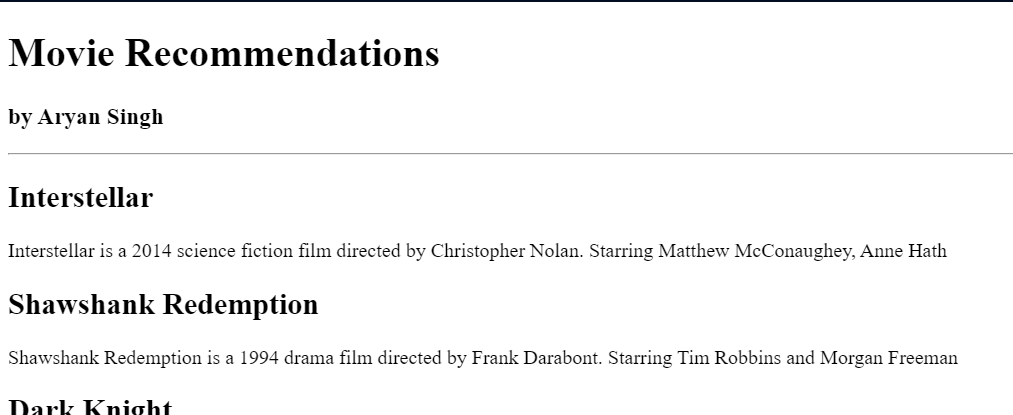 Movie Recommendations
by Aryan Singh
Interstellar
Interstellar is a 2014 science fiction film directed by Christopher Nolan. Starring Matthew McConaughey, Anne Hath
Shawshank Redemption
Shawshank Redemption is a 1994 drama film directed by Frank Darabont. Starring Tim Robbins and Morgan Freeman
Dark Knight